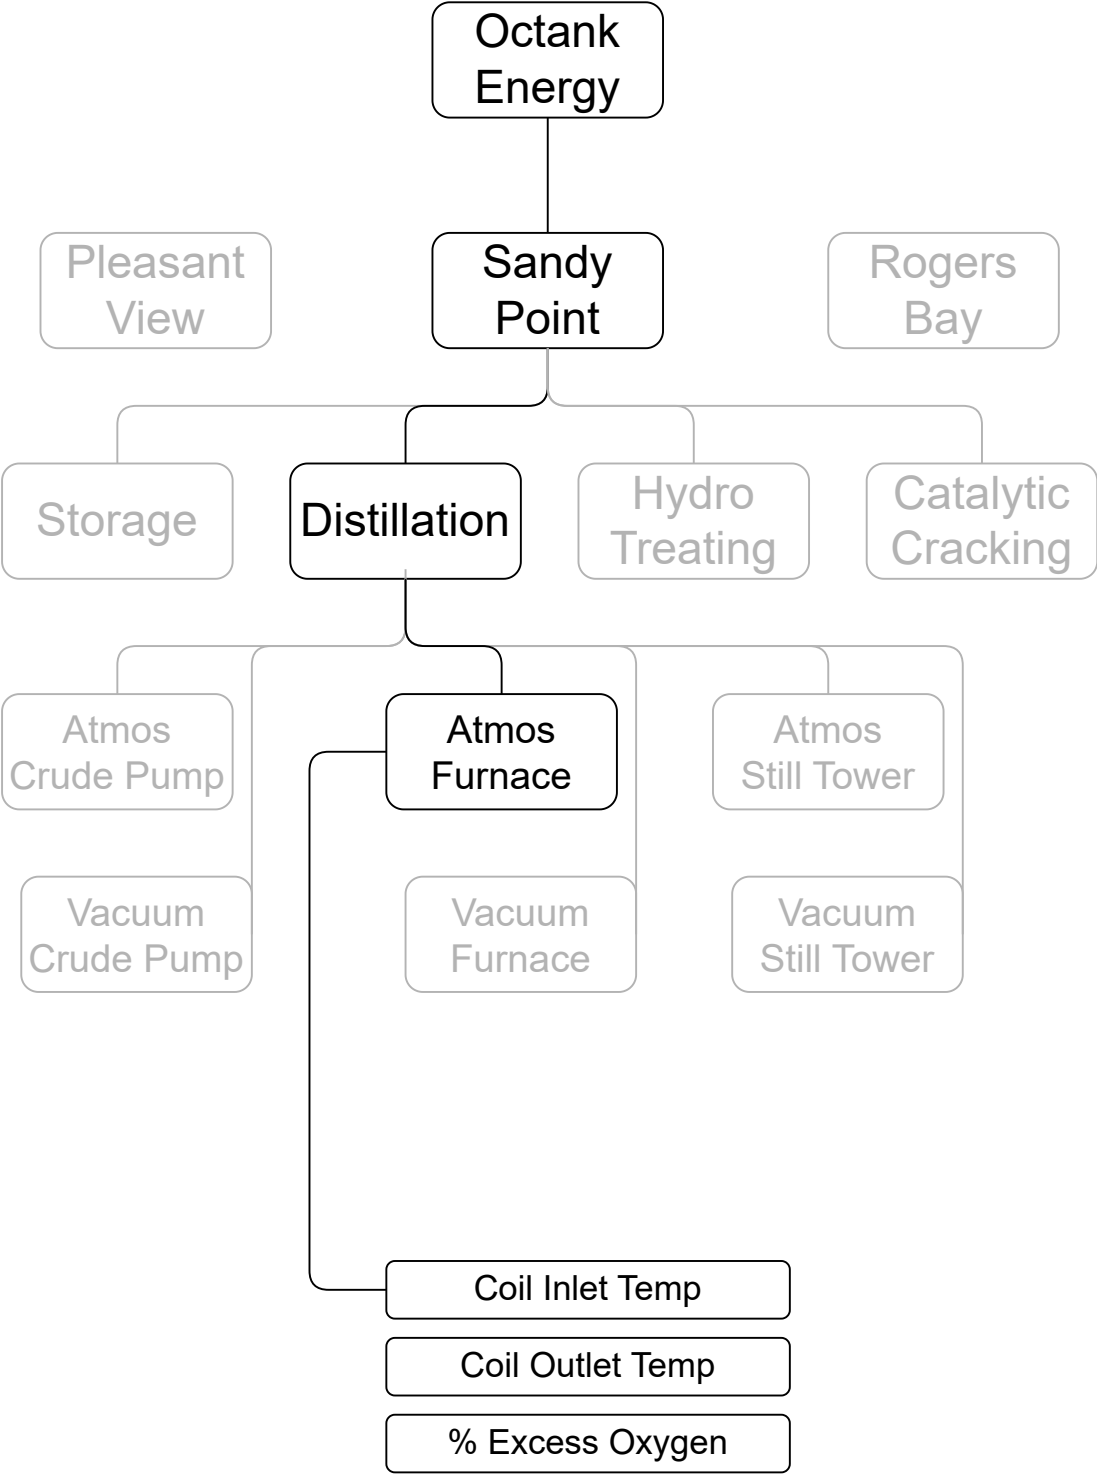 Octank
Energy
Pleasant
View
Sandy
Point
Rogers
Bay
Storage
Distillation
Hydro
Treating
Catalytic
Cracking
Atmos
Crude Pump
Atmos
Furnace
Atmos
Still Tower
Vacuum
Crude Pump
Vacuum
Furnace
Vacuum
Still Tower
Coil Inlet Temp
Coil Outlet Temp
% Excess Oxygen